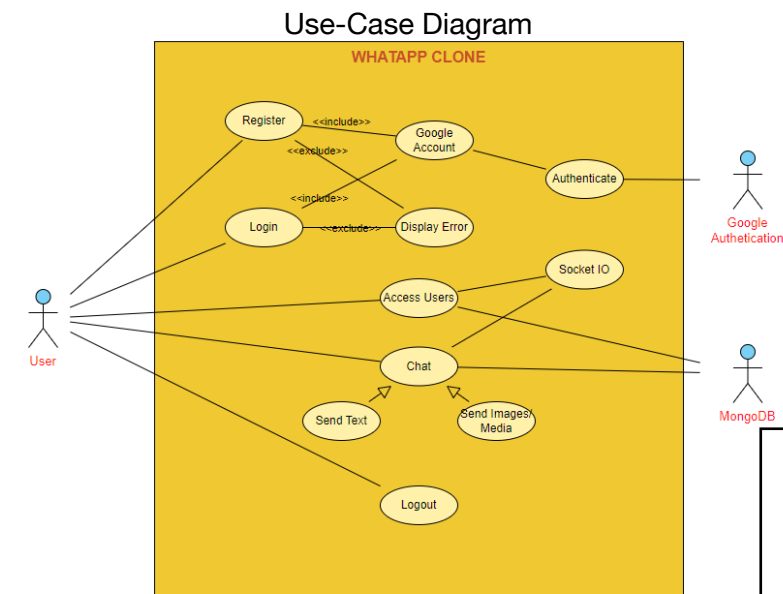 Use-Case Diagram
WHATAPP CLONE
Register
<<include>>
Google
Account
<<exclude>>
Authenticate
Google
Authetication
<<include>>
Login
<<exclude>>
Display Error
Socket IO
Access Users
User
Chat
MongoDB
Send Text
Send Images/
Media
Logout